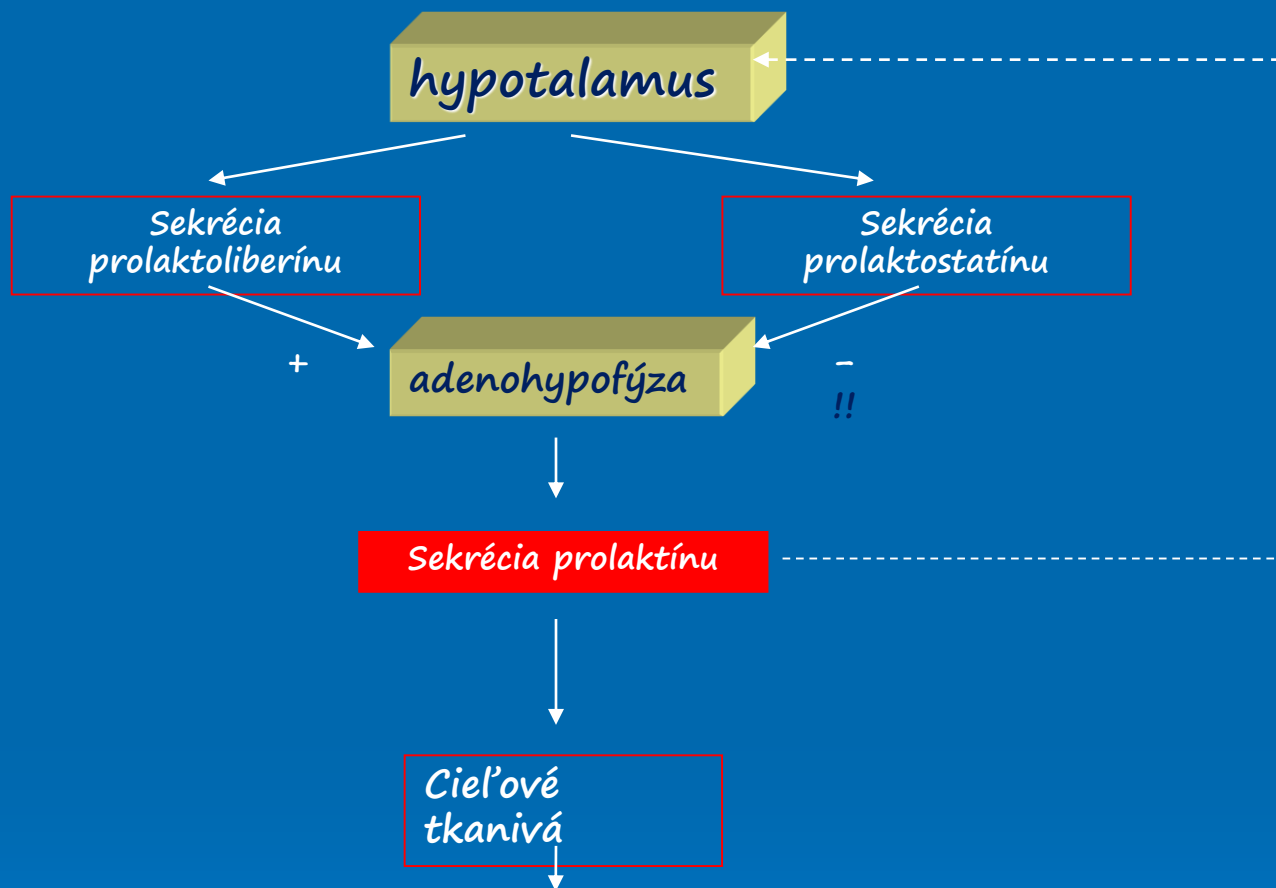 hypotalamus
Sekrécia
prolaktoliberínu
Sekrécia
prolaktostatínu
+
adenohypofýza
-
!!
Sekrécia prolaktínu
Cieľové
tkanivá